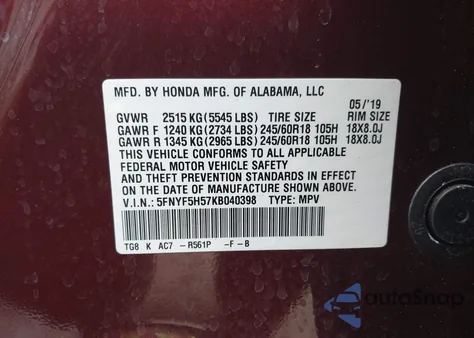 MFD. BY HONDA MFG. OF ALABAMA, LLC
05/'19
GVWR 2515 KG (5545 LBS) TIRE SIZE RIM SIZE
GAWR F 1240 KG (2734 LBS) 245/60R18 105H 18X8.0J
GAWR R 1345 KG (2965 LBS) 245/60R18 105H 18X8.0J
THIS VEHICLE CONFORMS TO ALL APPLICABLE
FEDERAL MOTOR VEHICLE SAFETY
AND THEFT PREVENTION STANDARDS IN EFFECT
ON THE DATE OF MANUFACTURE SHOWN ABOVE.
V.I.N.: 5FNYF5H57KB040398 TYPE: MPV
TG8 K AC7 -R561P -F-B
autoSnap